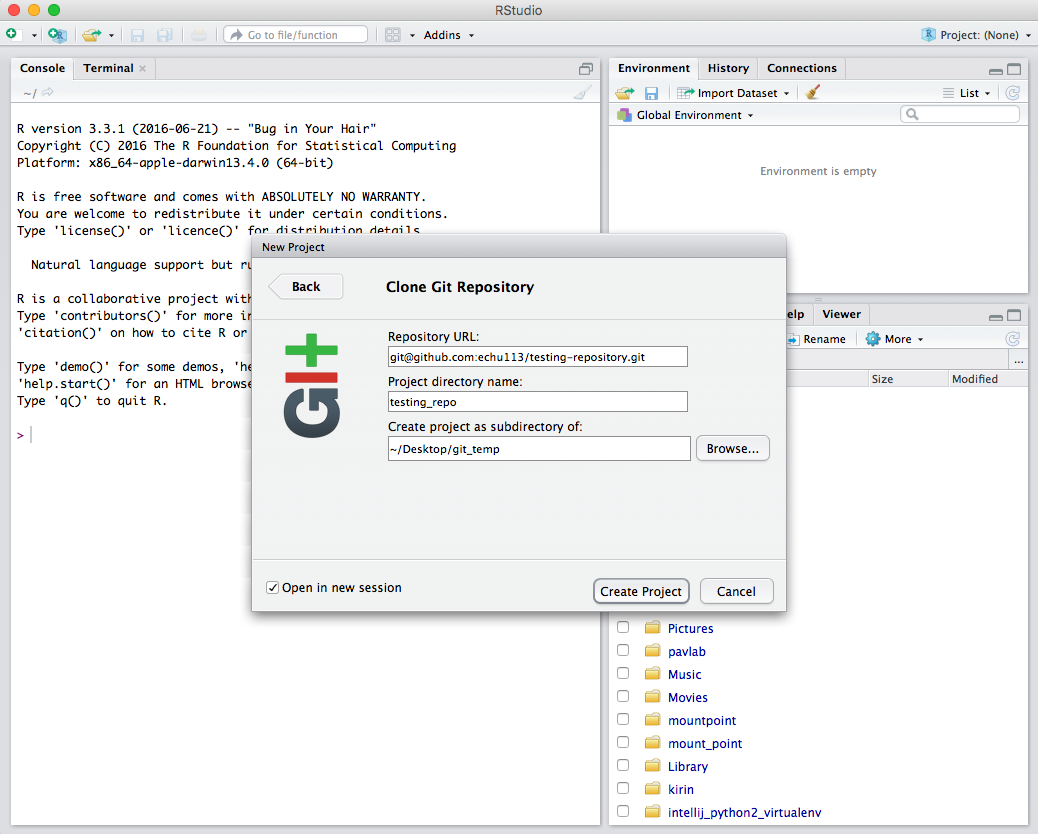 RStudio
Go to file/function
Addins
Project: (None)
Console
Terminal
~/
R version 3.3.1 (2016-06-21) -- "Bug in Your Hair"
Copyright (C) 2016 The R Foundation for Statistical Computing
Platform: x86_64-apple-darwin13.4.0 (64-bit)
R is free software and comes with ABSOLUTELY NO WARRANTY.
You are welcome to redistribute it under certain conditions.
Type 'license()' or 'licence()' for distribution details.
Natural language support but ru
R is a collaborative project with
Type 'contributors()' for more in
'citation()' on how to cite R or
Type 'demo()' for some demos, 'he
'help.start()' for an HTML browse
Type 'q()' to quit R.
>
Environment
History
Connections
Import Dataset
List
Global Environment
Environment is empty
New Project
Back
Clone Git Repository
git
Repository URL:
git@github.com:echu113/testing-repository.git
Project directory name:
testing_repo
Create project as subdirectory of:
~/Desktop/git_temp
Browse...
Open in new session
Create Project
Cancel
elp
Viewer
Rename
More
...
Size
Modified
Pictures
pavlab
Music
Movies
mountpoint
mount_point
Library
kirin
intellij_python2_virtualenv